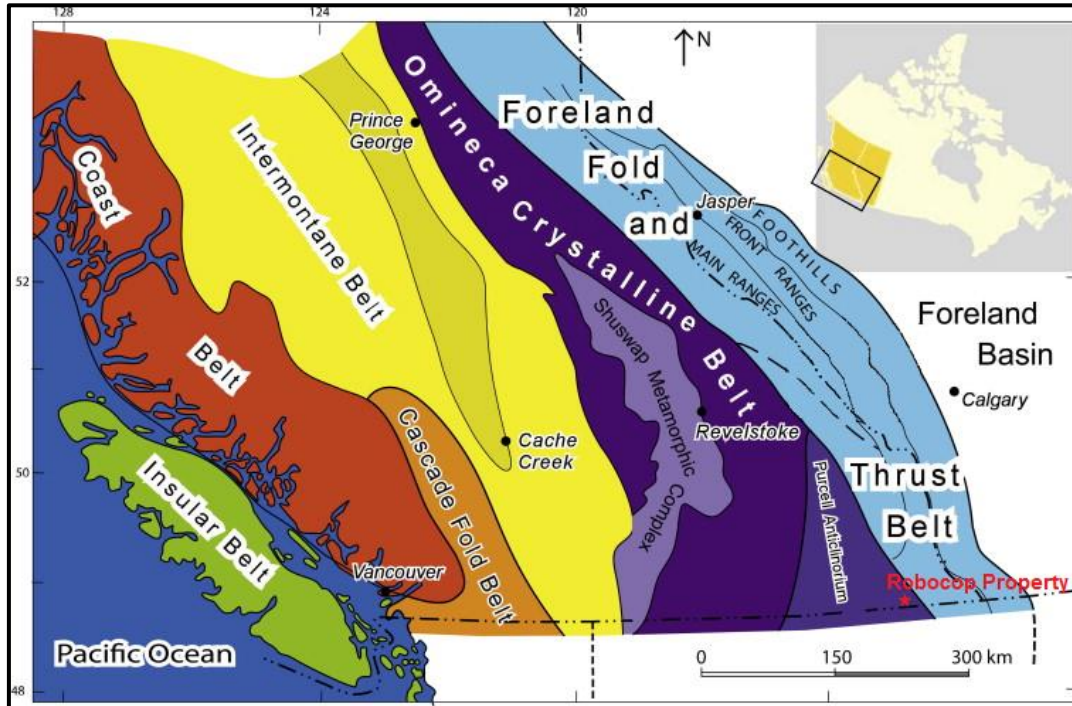 128
124
120
N
Omineca Crystalline Belt
Foreland
Fold
and
Thrust
Belt
Prince
George
Intermontane Belt
Coast
Belt
Jasper
FOOTHILLS
FRONT RANGES
MAIN RANGES
52
Foreland
Basin
Shuswap Metamorphic
Complex
Calgary
Revelstoke
Cache
Creek
Cascade Fold Belt
50
Insular Belt
Purcell Anticlinorium
Vancouver
Robocop Property
*
Pacific Ocean
0 150 300 km
48